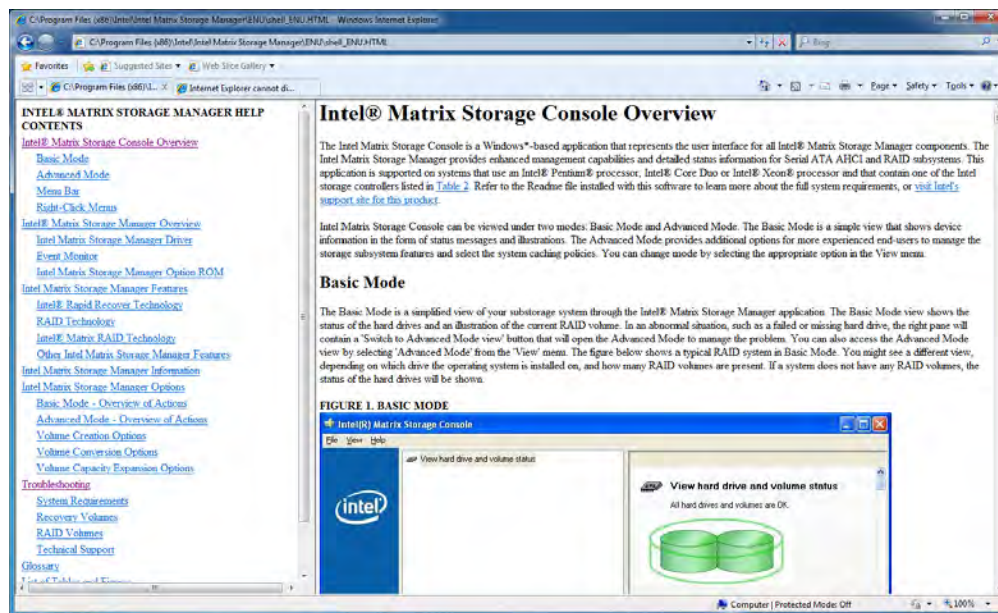 C:\Program Files (x86)\Intel\Intel Matrix Storage Manager\ENU\shell_ENU.HTML - Windows Internet Explorer
C:\Program Files (x86)\Intel\Intel Matrix Storage Manager\ENU\shell_ENU.HTML
Bing
Favorites
Suggested Sites
Web Slice Gallery
C:\Program Files (x86)\I...
Internet Explorer cannot di...
Page
Safety
Tools
INTEL® MATRIX STORAGE MANAGER HELP
CONTENTS
Intel® Matrix Storage Console Overview
Basic Mode
Advanced Mode
Menu Bar
Right-Click Menus
Intel® Matrix Storage Manager Overview
Intel Matrix Storage Manager Driver
Event Monitor
Intel Matrix Storage Manager Option ROM
Intel Matrix Storage Manager Features
Intel® Rapid Recover Technology
RAID Technology
Intel® Matrix RAID Technology
Other Intel Matrix Storage Manager Features
Intel Matrix Storage Manager Information
Intel Matrix Storage Manager Options
Basic Mode - Overview of Actions
Advanced Mode - Overview of Actions
Volume Creation Options
Volume Conversion Options
Volume Capacity Expansion Options
Troubleshooting
System Requirements
Recovery Volumes
RAID Volumes
Technical Support
Glossary
List of Tables and Figures
Intel® Matrix Storage Console Overview
The Intel Matrix Storage Console is a Windows*-based application that represents the user interface for all Intel® Matrix Storage Manager components. The
Intel Matrix Storage Manager provides enhanced management capabilities and detailed status information for Serial ATA AHCI and RAID subsystems. This
application is supported on systems that use an Intel® Pentium® processor, Intel® Core Duo or Intel® Xeon® processor and that contain one of the Intel
storage controllers listed in Table 2. Refer to the Readme file installed with this software to learn more about the full system requirements, or visit Intel's
support site for this product.
Intel Matrix Storage Console can be viewed under two modes: Basic Mode and Advanced Mode. The Basic Mode is a simple view that shows device
information in the form of status messages and illustrations. The Advanced Mode provides additional options for more experienced end-users to manage the
storage subsystem features and select the system caching policies. You can change mode by selecting the appropriate option in the View menu.
Basic Mode
The Basic Mode is a simplified view of your substorage system through the Intel® Matrix Storage Manager application. The Basic Mode view shows the
status of the hard drives and an illustration of the current RAID volume. In an abnormal situation, such as a failed or missing hard drive, the right pane will
contain a 'Switch to Advanced Mode view' button that will open the Advanced Mode to manage the problem. You can also access the Advanced Mode
view by selecting 'Advanced Mode' from the 'View' menu. The figure below shows a typical RAID system in Basic Mode. You might see a different view,
depending on which drive the operating system is installed on, and how many RAID volumes are present. If a system does not have any RAID volumes, the
status of the hard drives will be shown.
FIGURE 1. BASIC MODE
Intel(R) Matrix Storage Console
File View Help
View hard drive and volume status
intel
View hard drive and volume status
All hard drives and volumes are OK.
Computer | Protected Mode: Off
100%